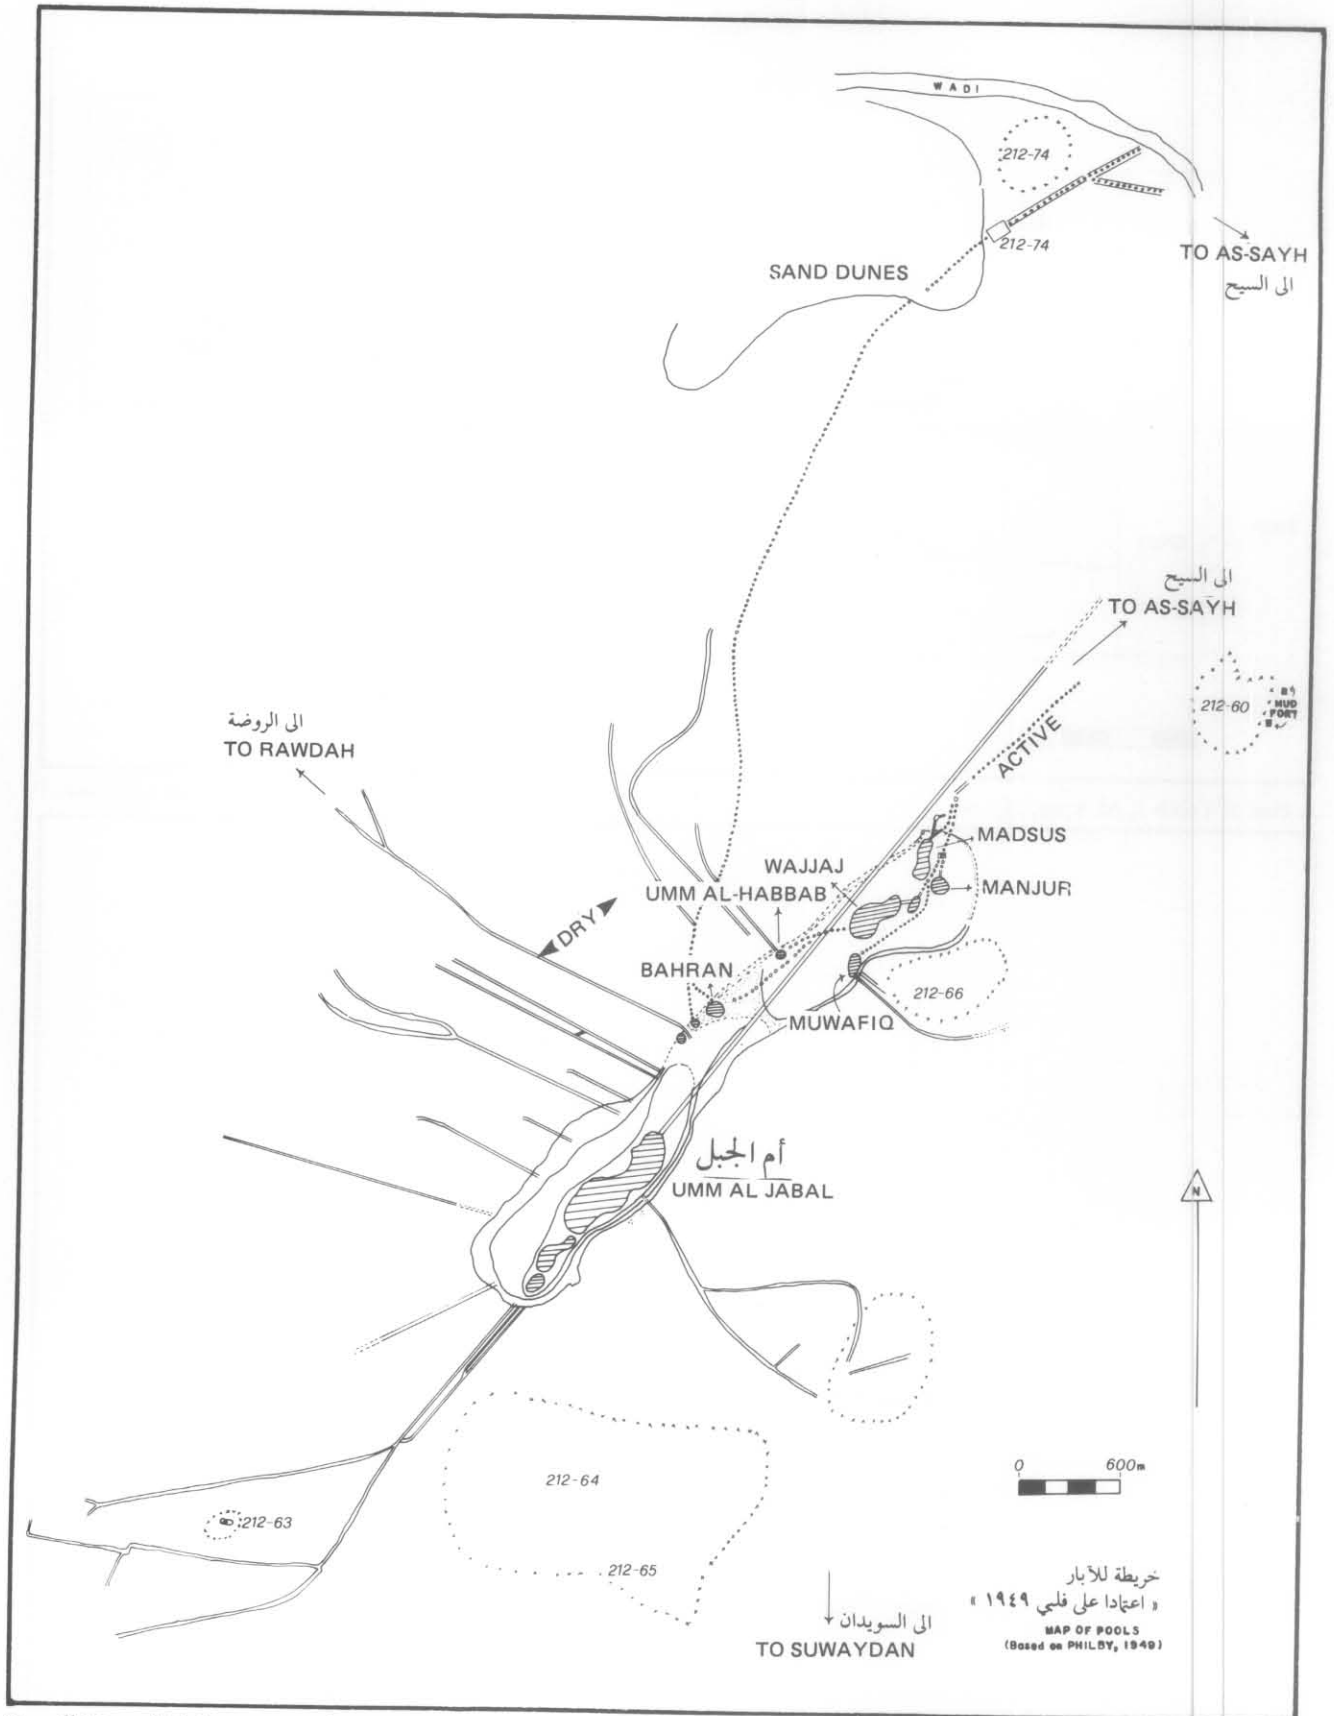 WADI
212-74
212-74
TO AS-SAYH
الى السيح
SAND DUNES
الى السيح
TO AS-SAYH
212-60
MUD
FORT
ACTIVE
الى الروضة
TO RAWDAH
MADSUS
WAJJAJ
MANJUR
UMM AL-HABBAB
DRY
BAHRAN
212-66
MUWAFIQ
أم الجبل
UMM AL JABAL
N
0 600m
212-64
212-63
212-65
خريطة للآبار
« اعتمادا على فلبي ١٩٤٩ »
MAP OF POOLS
(Based on PHILBY, 1949)
الى السويدان
TO SUWAYDAN